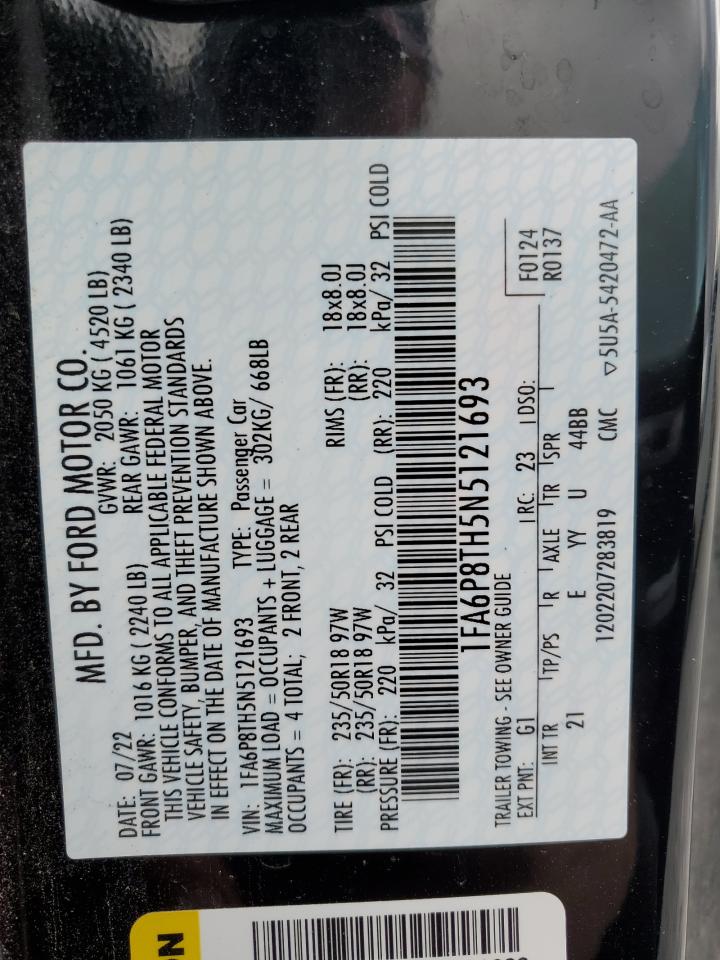 MFD. BY FORD MOTOR CO.
DATE: 07/22 GVWR: 2050 KG ( 4520 LB)
FRONT GAWR: 1016 KG ( 2240 LB) REAR GAWR: 1061 KG ( 2340 LB)
THIS VEHICLE CONFORMS TO ALL APPLICABLE FEDERAL MOTOR
VEHICLE SAFETY, BUMPER, AND THEFT PREVENTION STANDARDS
IN EFFECT ON THE DATE OF MANUFACTURE SHOWN ABOVE.
VIN: 1FA6P8TH5N5121693 TYPE: Passenger Car
MAXIMUM LOAD = OCCUPANTS + LUGGAGE = 302KG/ 668LB
OCCUPANTS = 4 TOTAL; 2 FRONT, 2 REAR
TIRE (FR): 235/50R18 97W RIMS (FR): 18x8.0J
(RR): 235/50R18 97W (RR): 18x8.0J
PRESSURE (FR): 220 kPa/ 32 PSI COLD (RR): 220 kPa/ 32 PSI COLD
1FA6P8TH5N5121693
TRAILER TOWING - SEE OWNER GUIDE F0124
EXT PNT: G1 RC: 23 DSO: R0137
INT TR TP/PS R AXLE TR SPR
21 E YY U 44BB
1202207283819 CMC ▽5U5A-5420472-AA
ON